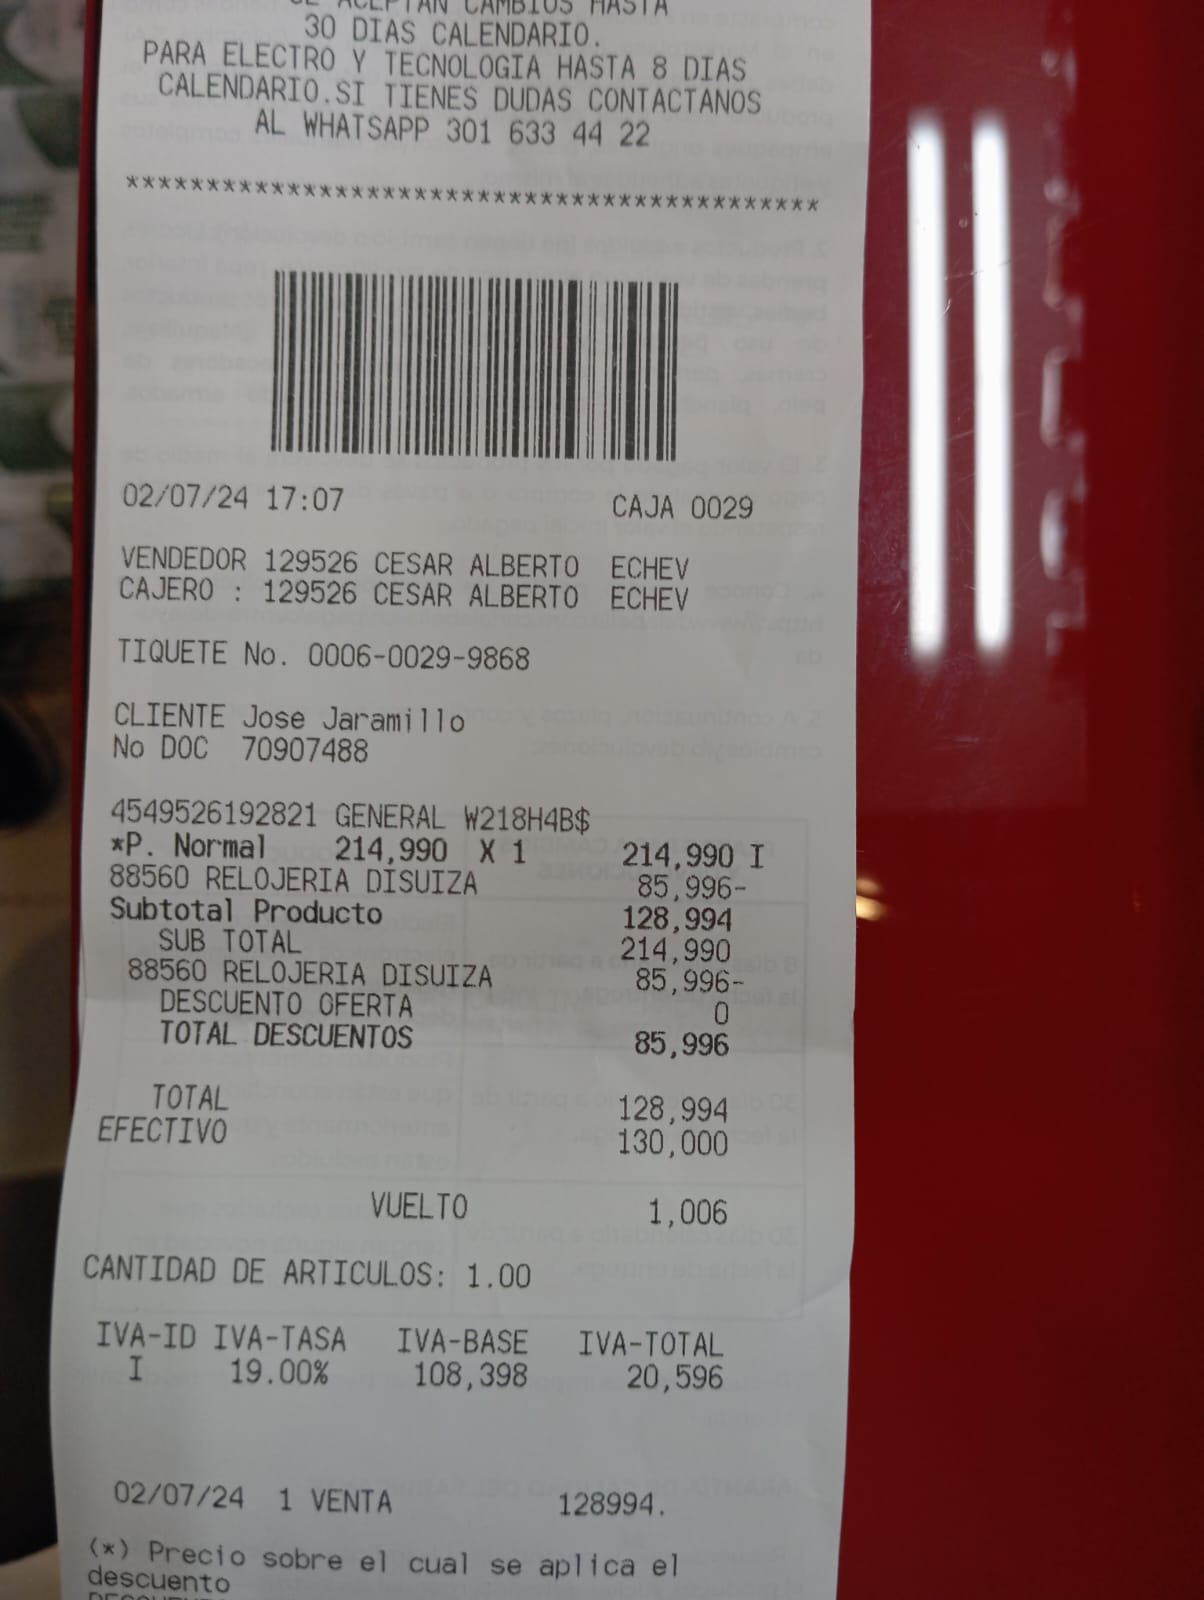 SE ACEPTAN CAMBIOS HASTA
30 DIAS CALENDARIO.
PARA ELECTRO Y TECNOLOGIA HASTA 8 DIAS
CALENDARIO.SI TIENES DUDAS CONTACTANOS
AL WHATSAPP 301 633 44 22
********************************************
02/07/24 17:07 CAJA 0029
VENDEDOR 129526 CESAR ALBERTO ECHEV
CAJERO : 129526 CESAR ALBERTO ECHEV
TIQUETE No. 0006-0029-9868
CLIENTE Jose Jaramillo
No DOC 70907488
4549526192821 GENERAL W218H4B$
*P. Normal 214,990 X 1 214,990 I
88560 RELOJERIA DISUIZA 85,996-
Subtotal Producto 128,994
SUB TOTAL 214,990
88560 RELOJERIA DISUIZA 85,996-
DESCUENTO OFERTA 0
TOTAL DESCUENTOS 85,996
TOTAL 128,994
EFECTIVO 130,000
VUELTO 1,006
CANTIDAD DE ARTICULOS: 1.00
IVA-ID IVA-TASA IVA-BASE IVA-TOTAL
I 19.00% 108,398 20,596
02/07/24 1 VENTA 128994.
(*) Precio sobre el cual se aplica el
descuento